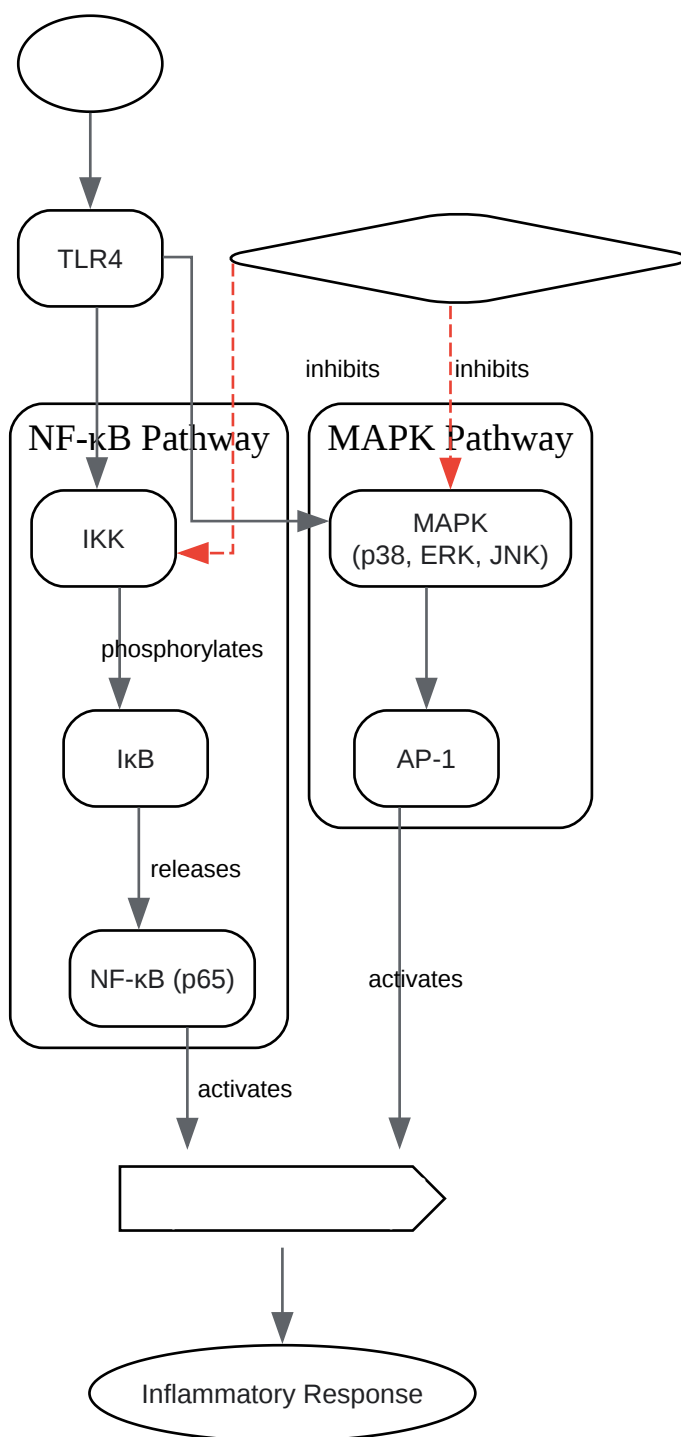 TLR4
inhibits
inhibits
NF-κB Pathway
MAPK Pathway
IKK
MAPK
(p38, ERK, JNK)
phosphorylates
IκB
AP-1
releases
NF-κB (p65)
activates
activates
Inflammatory Response